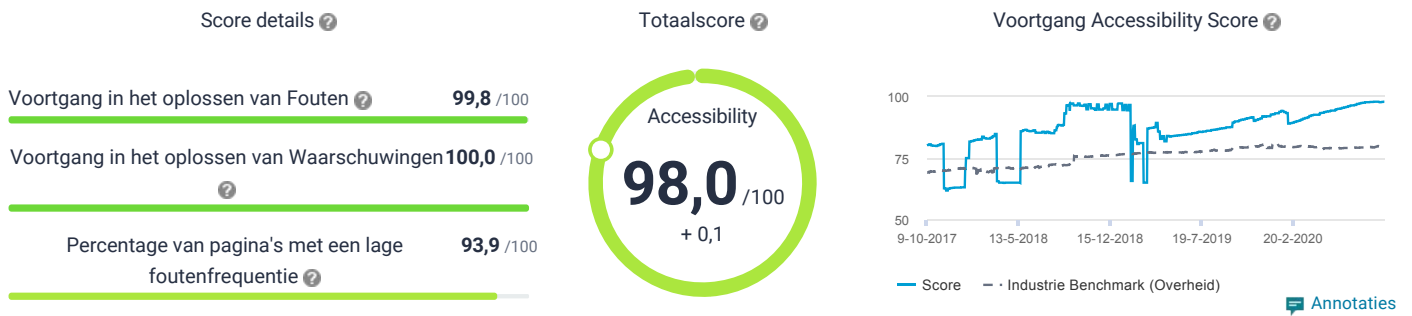 Score details
Voortgang in het oplossen van Fouten 99,8 /100
Voortgang in het oplossen van Waarschuwingen 100,0 /100
Percentage van pagina's met een lage
foutenfrequentie
93,9 /100
Totaalscore
Accessibility
98,0 /100
+ 0,1
Voortgang Accessibility Score
100
75
50
9-10-2017 13-5-2018 15-12-2018 19-7-2019 20-2-2020
Score Industrie Benchmark (Overheid)
Annotaties